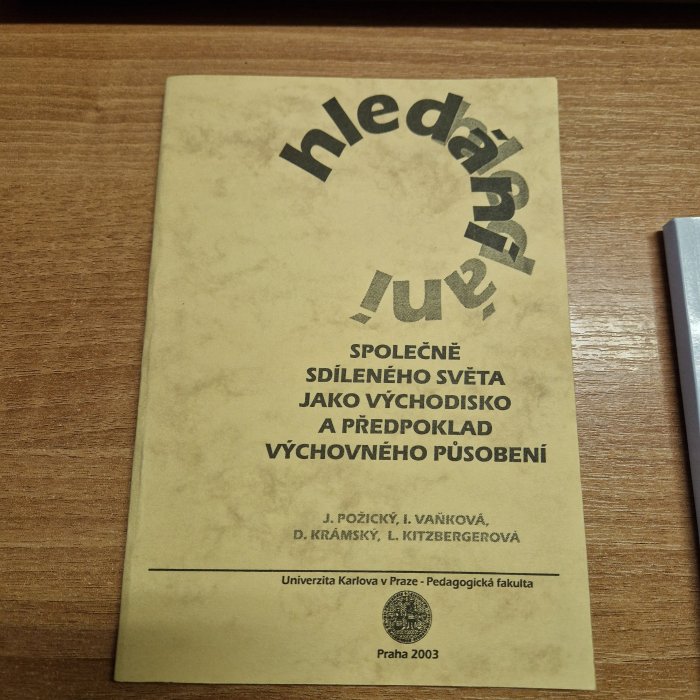 hledání
hledání
SPOLEČNĚ
SDÍLENÉHO SVĚTA
JAKO VÝCHODISKO
A PŘEDPOKLAD
VÝCHOVNÉHO PŮSOBENÍ
J. POŽICKÝ, I. VAŇKOVÁ,
D. KRÁMSKÝ, L. KITZBERGEROVÁ
Univerzita Karlova v Praze - Pedagogická fakulta
Praha 2003